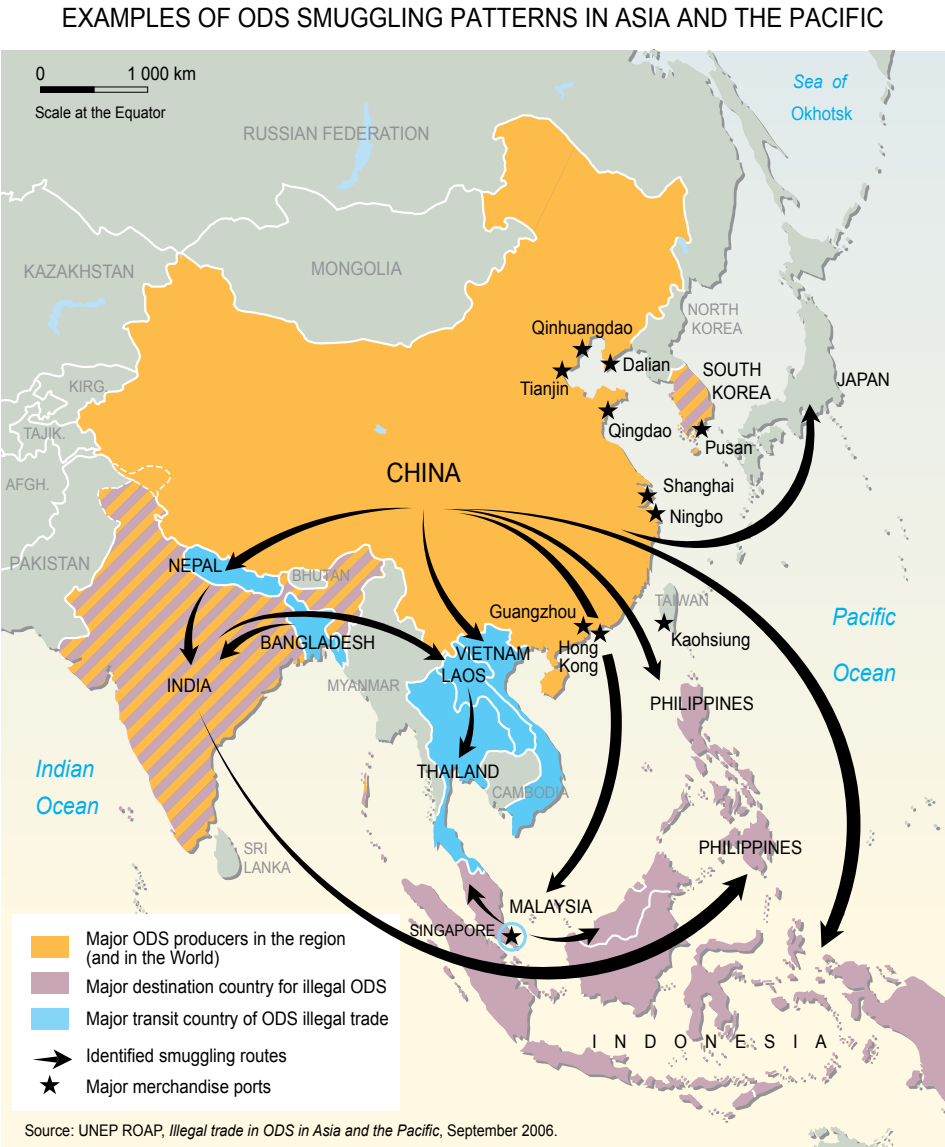 EXAMPLES OF ODS SMUGGLING PATTERNS IN ASIA AND THE PACIFIC
0 1 000 km
Scale at the Equator
Sea of
Okhotsk
RUSSIAN FEDERATION
KAZAKHSTAN
MONGOLIA
NORTH
KOREA
Qinhuangdao
Dalian
SOUTH
KOREA
JAPAN
KIRG.
Tianjin
TAJIK.
Qingdao
Pusan
AFGH.
CHINA
Shanghai
Ningbo
PAKISTAN
NEPAL
BHUTAN
TAIWAN
Guangzhou
Kaohsiung
Pacific
Ocean
BANGLADESH
VIETNAM
Hong
Kong
LAOS
INDIA
MYANMAR
PHILIPPINES
Indian
Ocean
THAILAND
CAMBODIA
SRI
LANKA
PHILIPPINES
MALAYSIA
SINGAPORE
INDONESIA
Major ODS producers in the region
(and in the World)
Major destination country for illegal ODS
Major transit country of ODS illegal trade
Identified smuggling routes
Major merchandise ports
Source: UNEP ROAP, Illegal trade in ODS in Asia and the Pacific, September 2006.